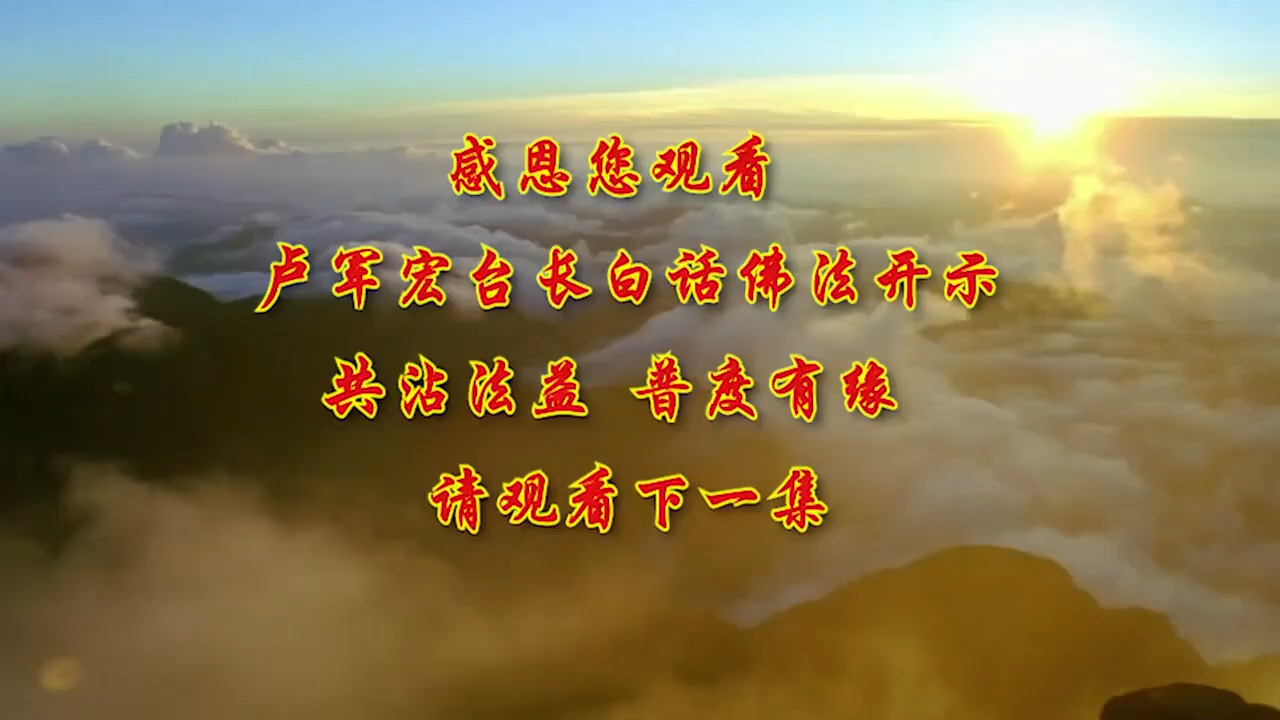 感恩您观看
卢军宏台长白话佛法开示
共沾法益 普度有缘
请观看下一集